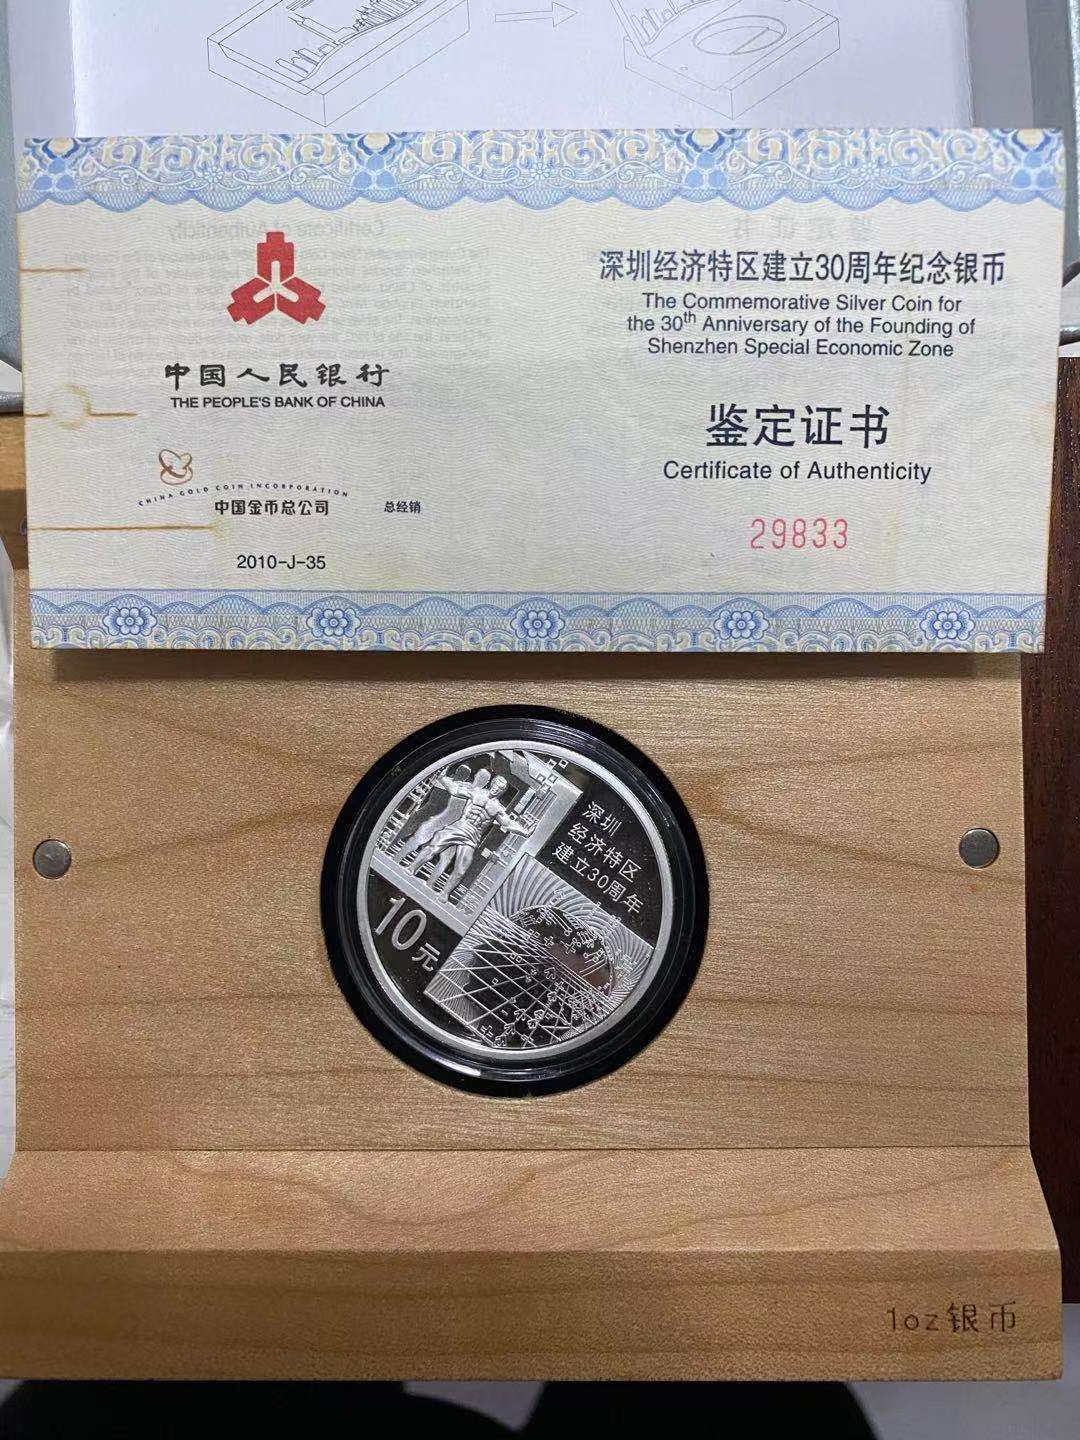 中国人民银行
THE PEOPLE'S BANK OF CHINA
CHINA GOLD COIN INCORPORATION
中国金币总公司 总经销
2010-J-35
深圳经济特区建立30周年纪念银币
The Commemorative Silver Coin for
the 30th Anniversary of the Founding of
Shenzhen Special Economic Zone
鉴定证书
Certificate of Authenticity
29833
深圳
经济特区
建立30周年
10元
1oz银币